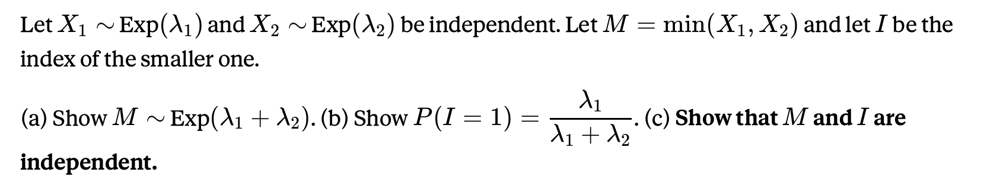 Let X₁ ∼ Exp(λ₁) and X₂ ∼ Exp(λ₂) be independent. Let M = min(X₁, X₂) and let I be the
index of the smaller one.
(a) Show M ∼ Exp(λ₁ + λ₂). (b) Show P(I = 1) = λ₁/(λ₁ + λ₂). (c) Show that M and I are
independent.